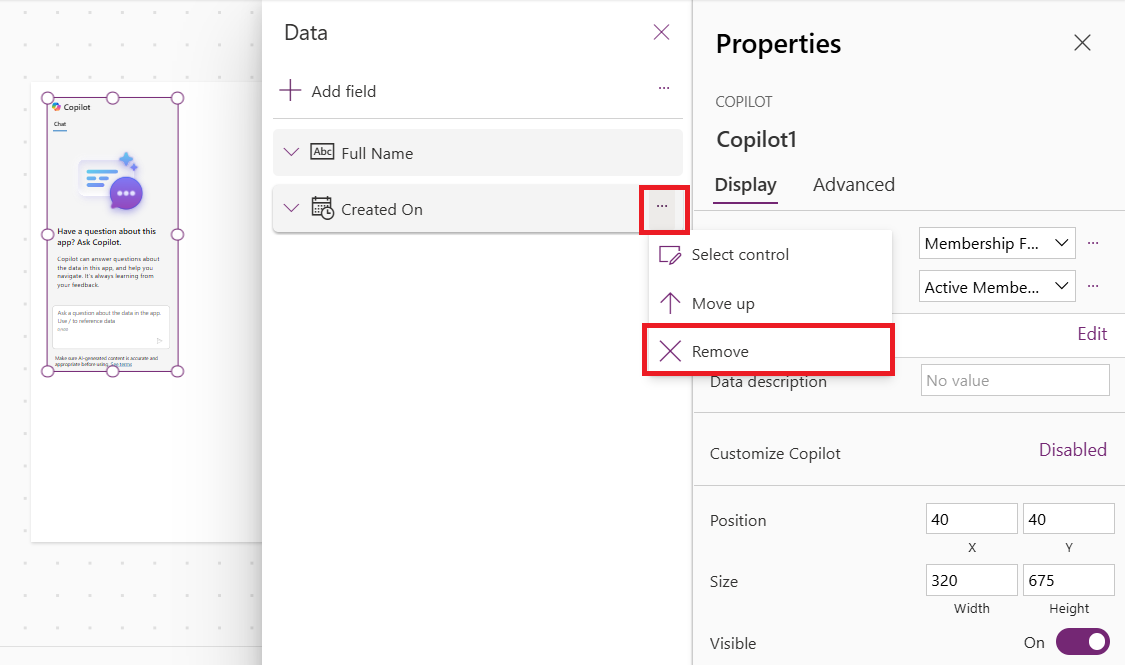 Copilot
Chat
Have a question about this
app? Ask Copilot.
Copilot can answer questions about
the data in this app, and help you
navigate. It's always learning from
your feedback.
Ask a question about the data in the app.
Use / to reference data
Make sure AI-generated content is accurate and
appropriate before using. See terms
Data
Add field
...
Abc Full Name
Created On
...
Select control
Move up
Remove
Properties
COPILOT
Copilot1
Display Advanced
Membership F... ...
Active Membe... ...
Edit
Data description No value
Customize Copilot Disabled
Position 40 40
X Y
Size 320 675
Width Height
Visible On